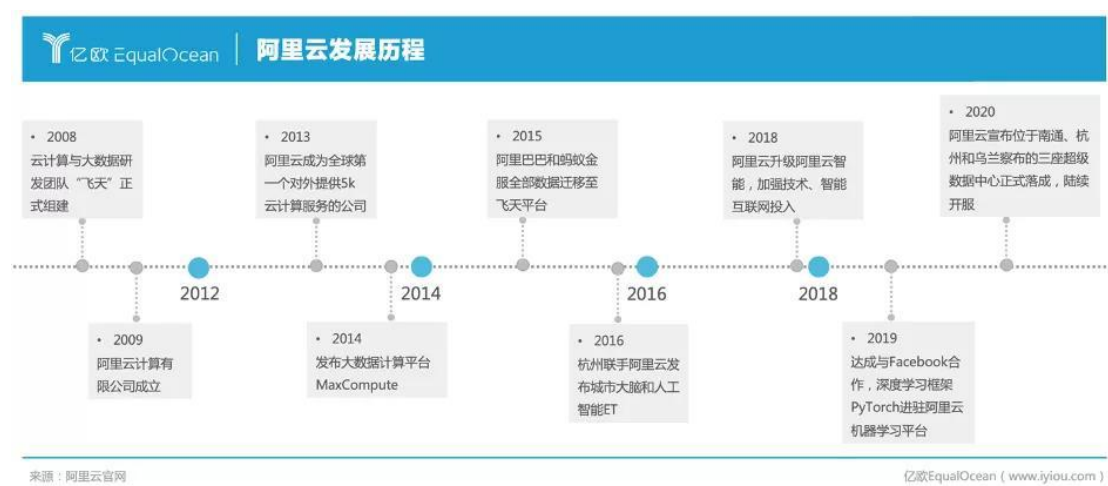 亿欧 EqualOcean
阿里云发展历程
• 2008
云计算与大数据研
发团队“飞天”正
式组建
• 2013
阿里云成为全球第
一个对外提供5k
云计算服务的公司
• 2015
阿里巴巴和蚂蚁金
服全部数据迁移至
飞天平台
• 2018
阿里云升级阿里云智
能，加强技术、智能
互联网投入
• 2020
阿里云宣布位于南通、杭
州和乌兰察布的三座超级
数据中心正式落成，陆续
开服
2012
2014
2016
2018
• 2009
阿里云计算有
限公司成立
• 2014
发布大数据计算平台
MaxCompute
• 2016
杭州联手阿里云发
布城市大脑和人工
智能ET
• 2019
达成与Facebook合
作，深度学习框架
PyTorch进驻阿里云
机器学习平台
来源：阿里云官网
亿欧EqualOcean（www.iyiou.com）